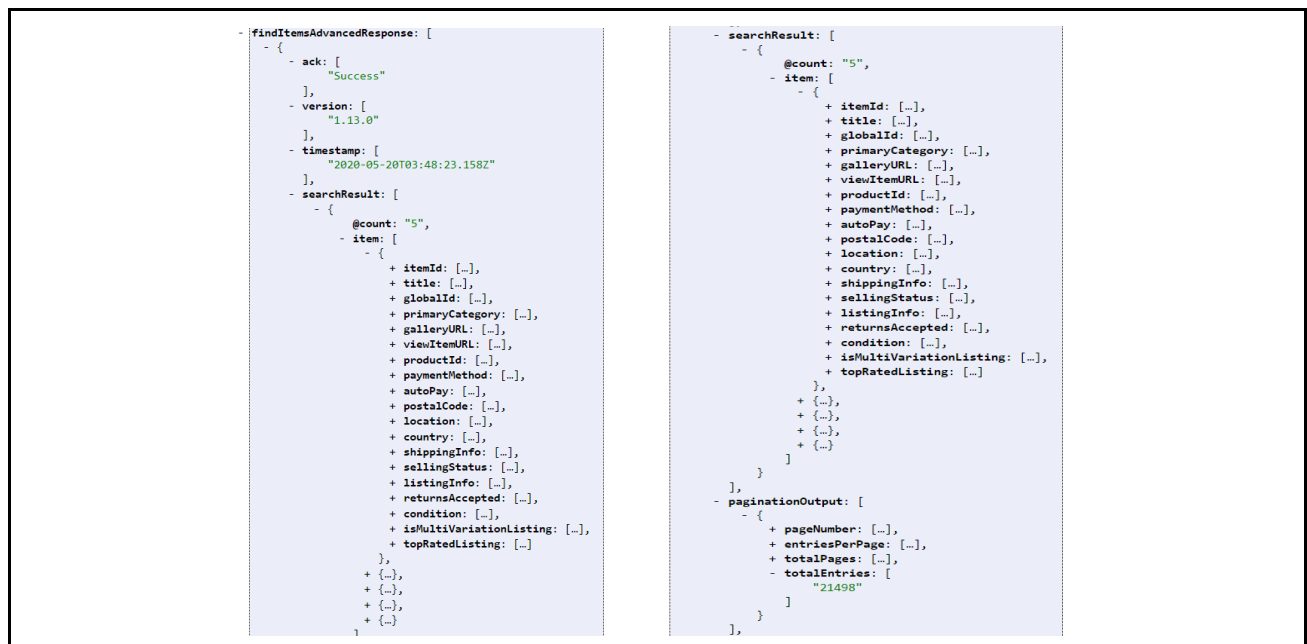 - findItemsAdvancedResponse: [
- {
- ack: [
"Success"
],
- version: [
"1.13.0"
],
- timestamp: [
"2020-05-20T03:48:23.158Z"
],
- searchResult: [
- {
@count: "5",
- item: [
- {
+ itemId: […],
+ title: […],
+ globalId: […],
+ primaryCategory: […],
+ galleryURL: […],
+ viewItemURL: […],
+ productId: […],
+ paymentMethod: […],
+ autoPay: […],
+ postalCode: […],
+ location: […],
+ country: […],
+ shippingInfo: […],
+ sellingStatus: […],
+ listingInfo: […],
+ returnsAccepted: […],
+ condition: […],
+ isMultiVariationListing: […],
+ topRatedListing: […]
},
+ {…},
+ {…},
+ {…},
+ {…}
]
- searchResult: [
- {
@count: "5",
- item: [
- {
+ itemId: […],
+ title: […],
+ globalId: […],
+ primaryCategory: […],
+ galleryURL: […],
+ viewItemURL: […],
+ productId: […],
+ paymentMethod: […],
+ autoPay: […],
+ postalCode: […],
+ location: […],
+ country: […],
+ shippingInfo: […],
+ sellingStatus: […],
+ listingInfo: […],
+ returnsAccepted: […],
+ condition: […],
+ isMultiVariationListing: […],
+ topRatedListing: […]
},
+ {…},
+ {…},
+ {…},
+ {…}
]
}
],
- paginationOutput: [
- {
+ pageNumber: […],
+ entriesPerPage: […],
+ totalPages: […],
- totalEntries: [
"21498"
]
}
],